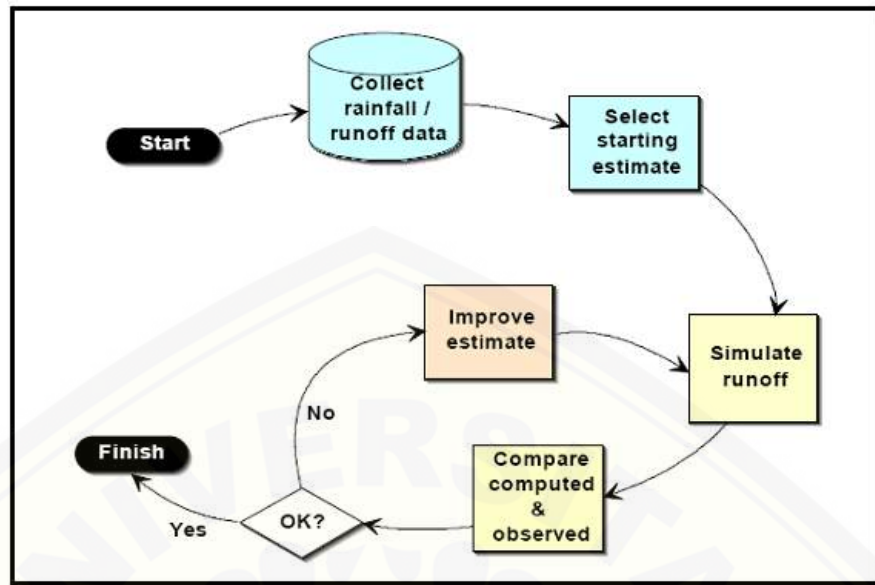 Start
Collect
rainfall /
runoff data
Select
starting
estimate
Simulate
runoff
Compare
computed
&
observed
OK?
No
Improve
estimate
Yes
Finish